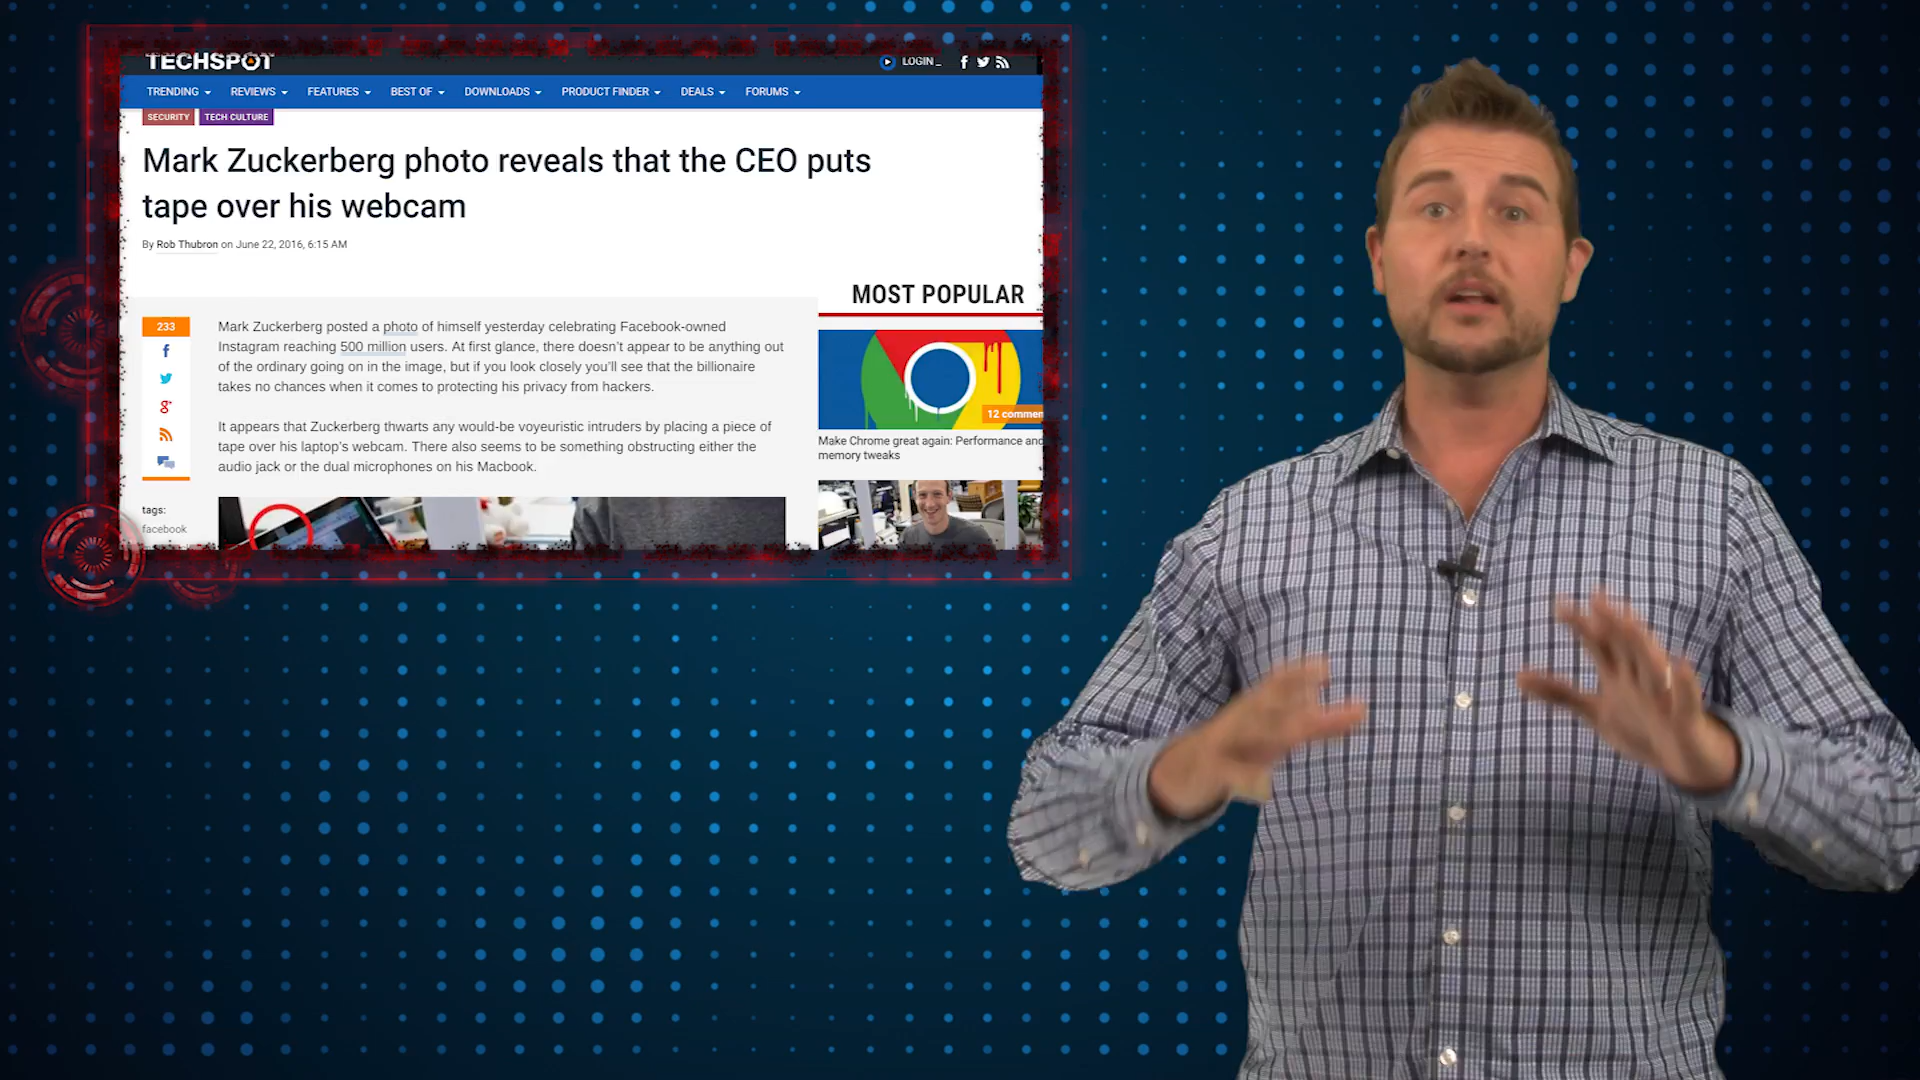 TECHSPOT
LOGIN _
TRENDING REVIEWS FEATURES BEST OF DOWNLOADS PRODUCT FINDER DEALS FORUMS
SECURITY TECH CULTURE
Mark Zuckerberg photo reveals that the CEO puts
tape over his webcam
By Rob Thubron on June 22, 2016, 6:15 AM
MOST POPULAR
233
Mark Zuckerberg posted a photo of himself yesterday celebrating Facebook-owned
Instagram reaching 500 million users. At first glance, there doesn't appear to be anything out
of the ordinary going on in the image, but if you look closely you'll see that the billionaire
takes no chances when it comes to protecting his privacy from hackers.
It appears that Zuckerberg thwarts any would-be voyeuristic intruders by placing a piece of
tape over his laptop's webcam. There also seems to be something obstructing either the
audio jack or the dual microphones on his Macbook.
tags:
facebook
12 commen
Make Chrome great again: Performance and
memory tweaks